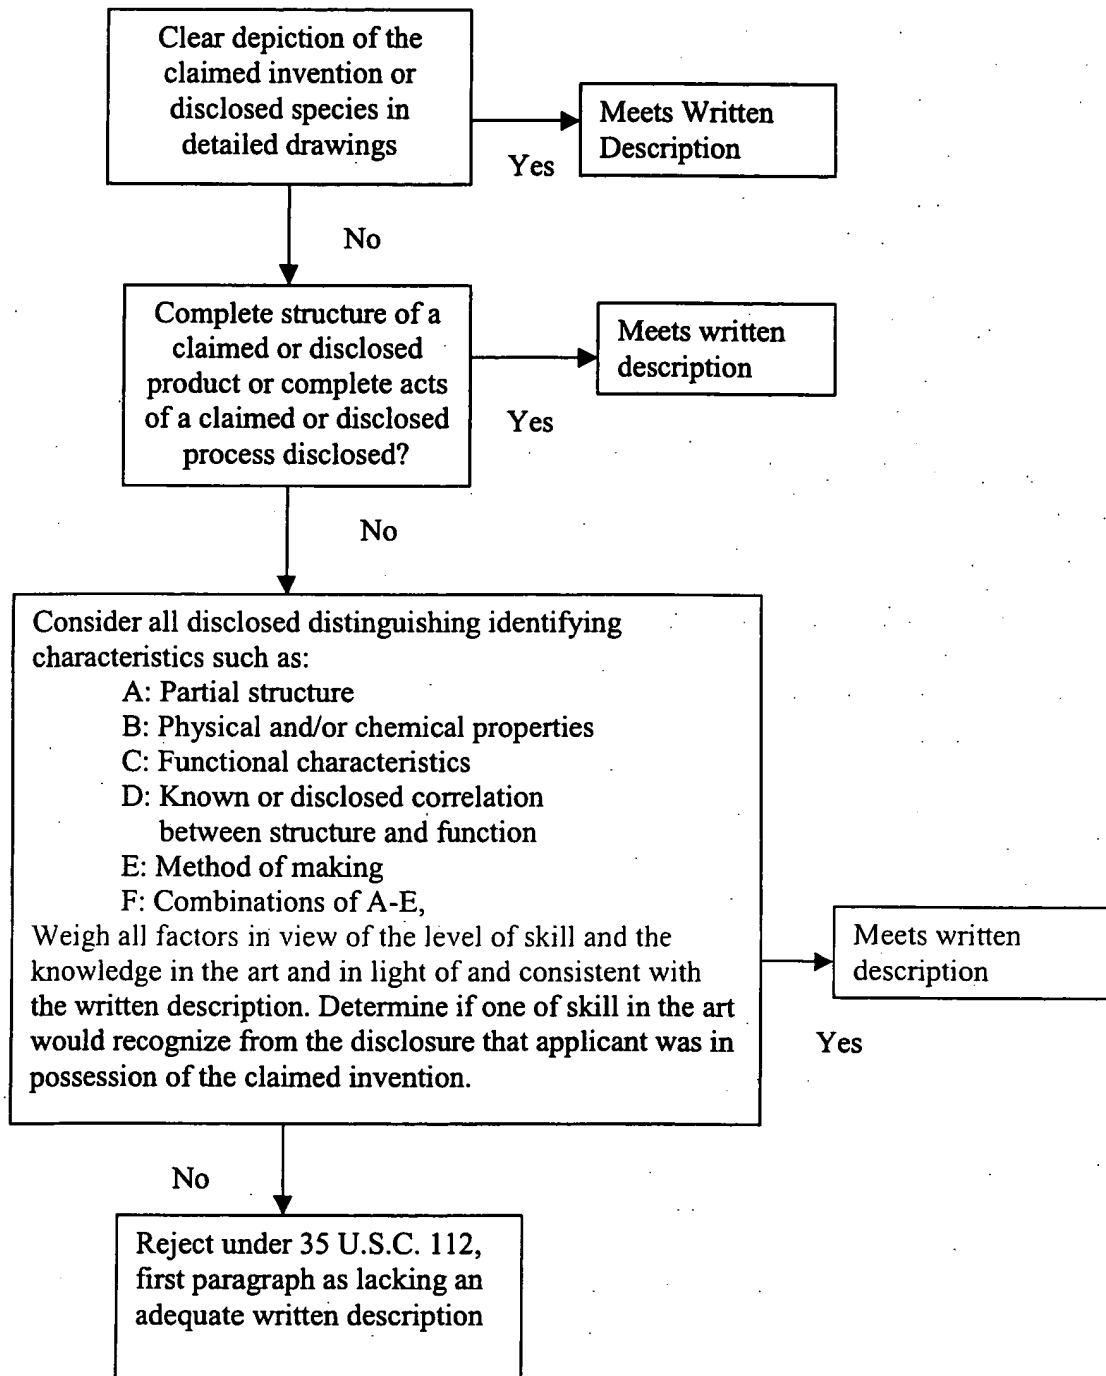 Clear depiction of the
claimed invention or
disclosed species in
detailed drawings
Meets Written
Description
Yes
No
Complete structure of a
claimed or disclosed
product or complete acts
of a claimed or disclosed
process disclosed?
Meets written
description
Yes
No
Consider all disclosed distinguishing identifying
characteristics such as:
A: Partial structure
B: Physical and/or chemical properties
C: Functional characteristics
D: Known or disclosed correlation
between structure and function
E: Method of making
F: Combinations of A-E,
Weigh all factors in view of the level of skill and the
knowledge in the art and in light of and consistent with
the written description. Determine if one of skill in the art
would recognize from the disclosure that applicant was in
possession of the claimed invention.
Meets written
description
Yes
No
Reject under 35 U.S.C. 112,
first paragraph as lacking an
adequate written description